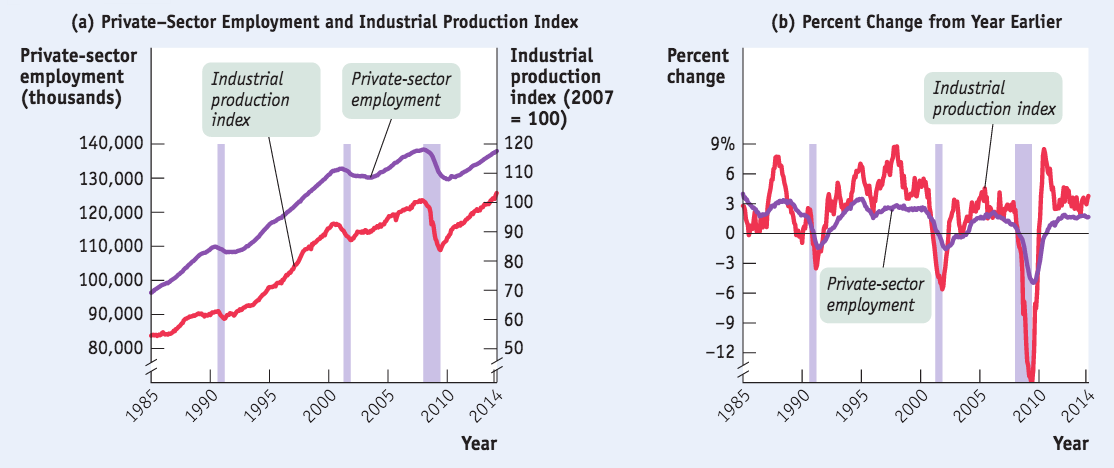 (a) Private–Sector Employment and Industrial Production Index
Private-sector
employment
(thousands)
Industrial
production
index (2007
= 100)
Industrial
production
index
Private-sector
employment
140,000
130,000
120,000
110,000
100,000
90,000
80,000
120
110
100
90
80
70
60
50
1985
1990
1995
2000
2005
2010
2014
Year
(b) Percent Change from Year Earlier
Percent
change
Industrial
production index
9%
6
3
0
–3
–6
–9
–12
Private-sector
employment
1985
1990
1995
2000
2005
2010
2014
Year